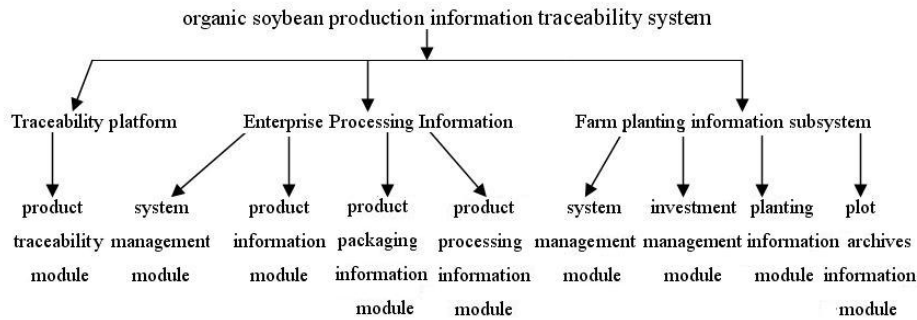 organic soybean production information traceability system
Traceability platform
Enterprise Processing Information
Farm planting information subsystem
product
traceability
module
system
management
module
product
information
module
product
packaging
information
module
product
processing
information
module
system
management
module
investment
management
module
planting
information
module
plot
archives
information
module